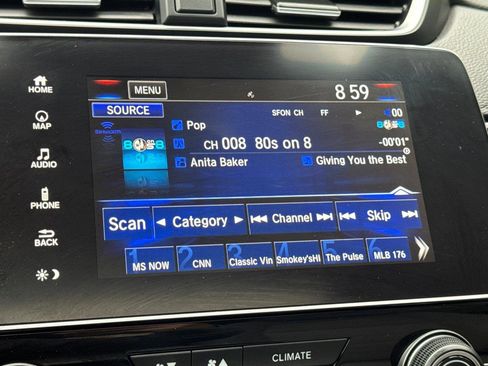 HOME
MAP
AUDIO
PHONE
BACK
MENU
8 59
SOURCE
SFON CH FF
00
SiriusXM
Pop
CH 008 80s on 8
-00'01"
Anita Baker
Giving You the Best
Scan
Category
Channel
Skip
1 MS NOW
2 CNN
3 Classic Vin
4 Smokey'sHi
5 The Pulse
6 MLB 176
CLIMATE